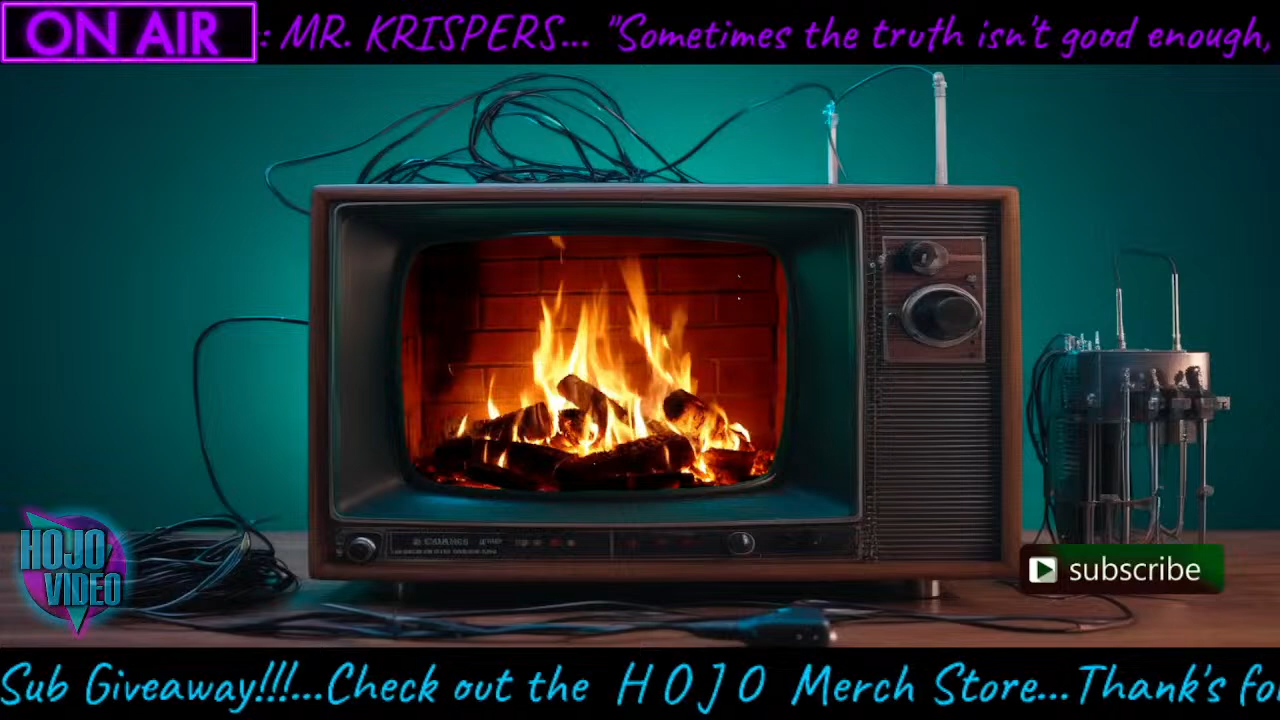 ON AIR : MR. KRISPERS... "Sometimes the truth isn't good enough,
HOJO
VIDEO
subscribe
Sub Giveaway!!!...Check out the H O J O Merch Store...Thank's fo